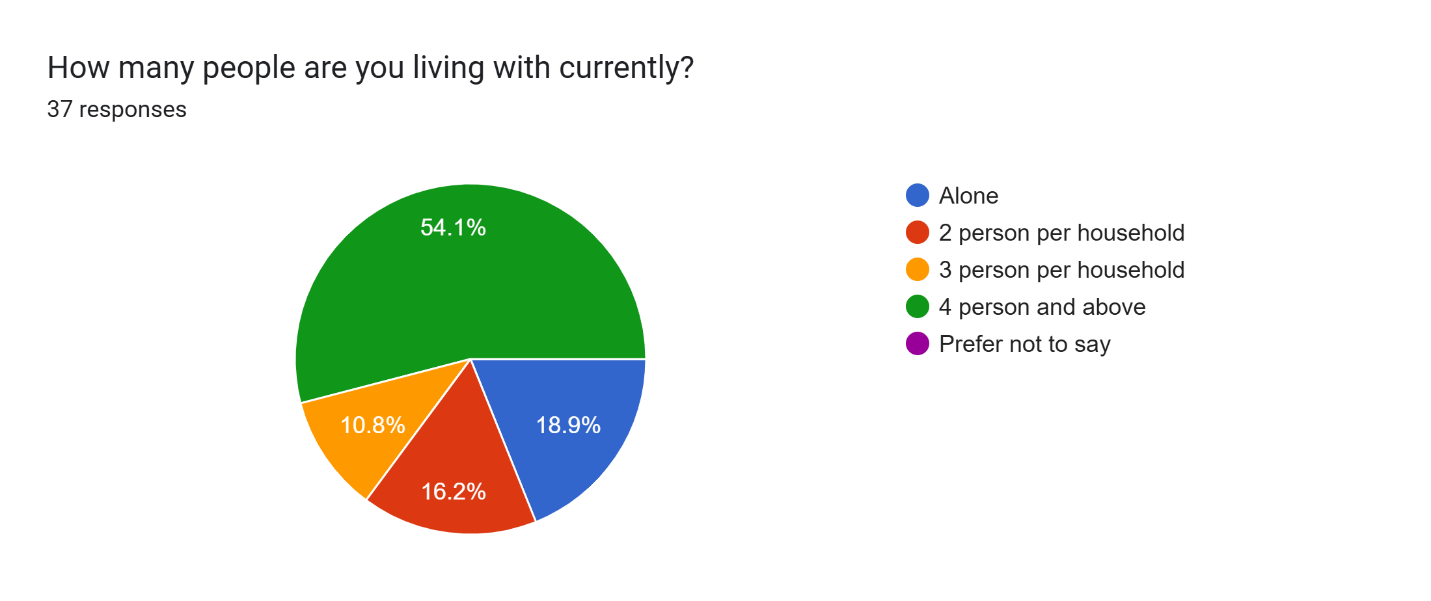 How many people are you living with currently?
37 responses
54.1%
18.9%
10.8%
16.2%
Alone
2 person per household
3 person per household
4 person and above
Prefer not to say